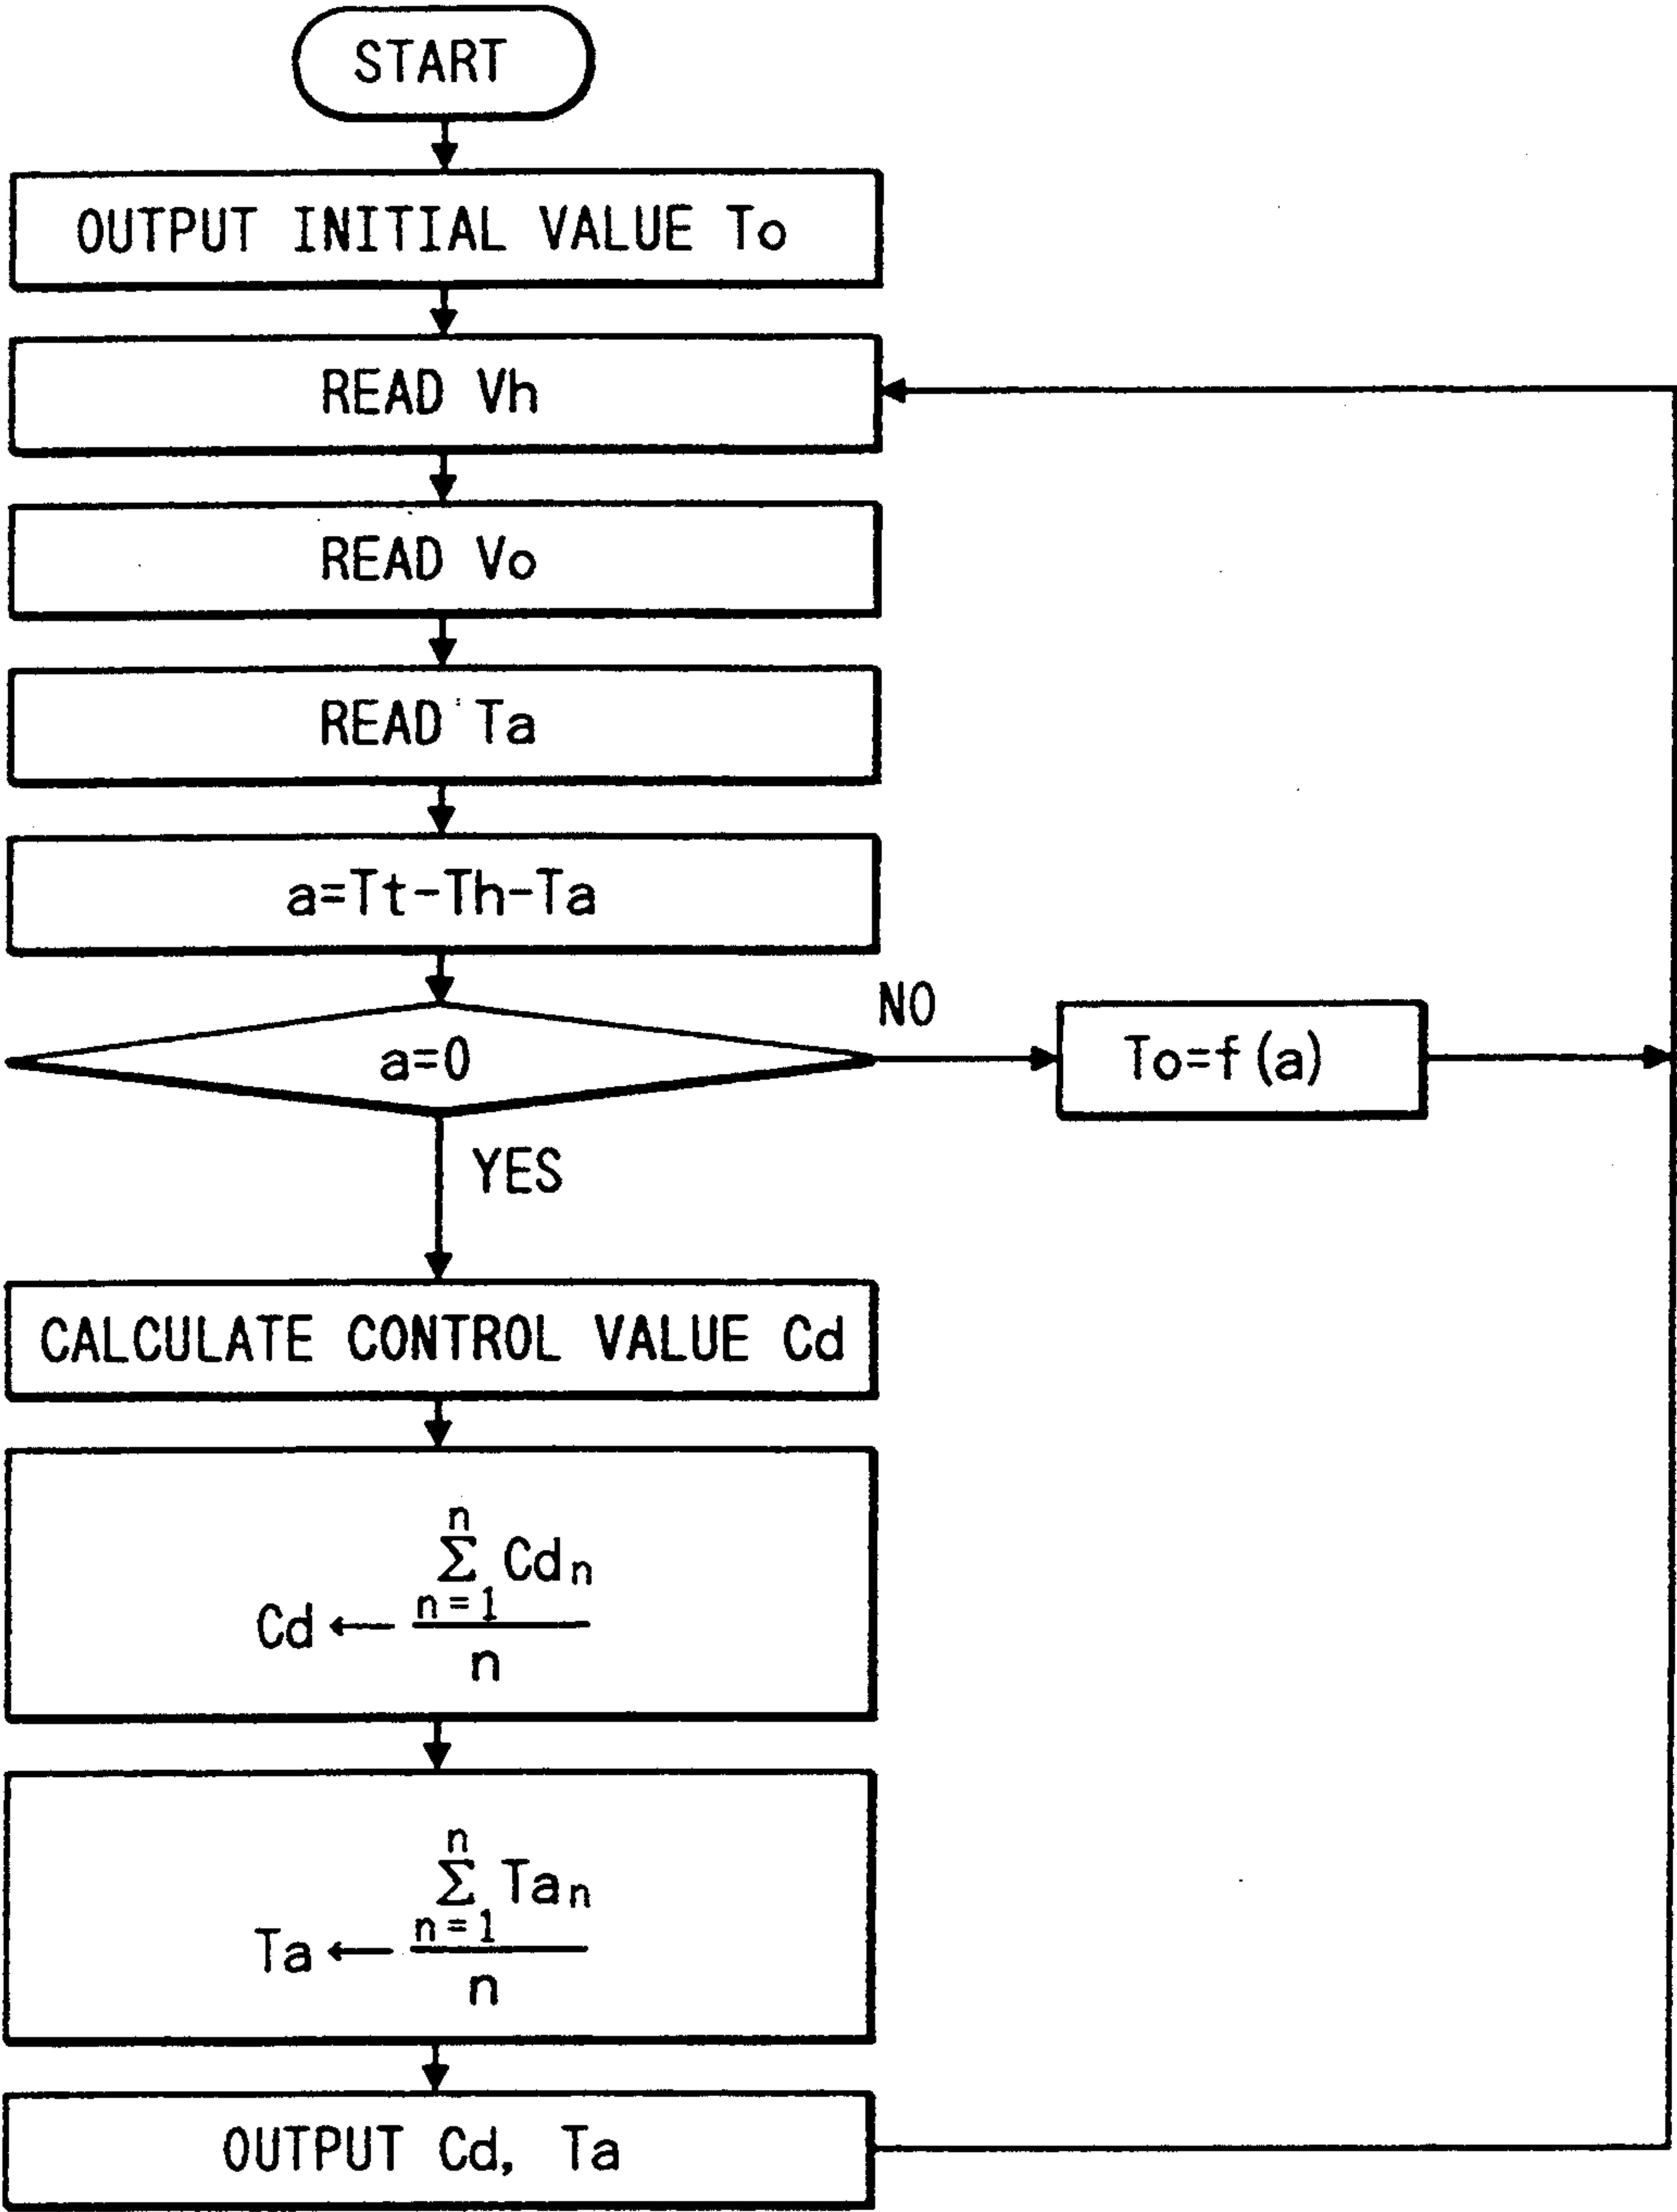 START
OUTPUT INITIAL VALUE To
READ Vh
READ Vo
READ Ta
a=Tt-Th-Ta
a=0
NO
To=f(a)
YES
CALCULATE CONTROL VALUE Cd
n
Σ Cdn
n=1
Cd ←
n
n
Σ Tan
n=1
Ta ←
n
OUTPUT Cd, Ta